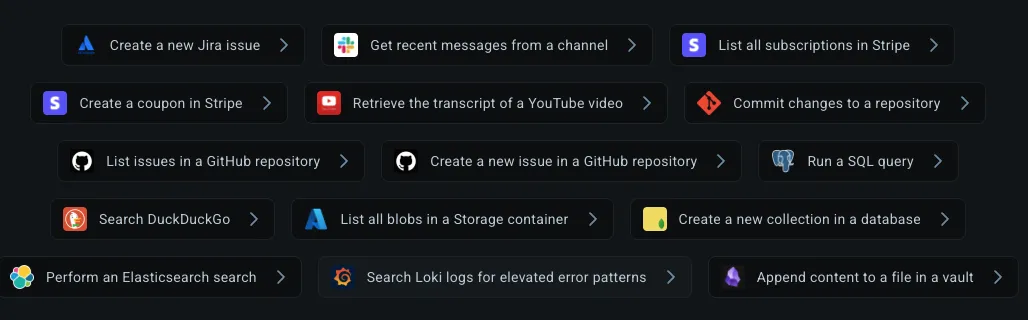 Create a new Jira issue
Get recent messages from a channel
List all subscriptions in Stripe
Create a coupon in Stripe
Retrieve the transcript of a YouTube video
Commit changes to a repository
List issues in a GitHub repository
Create a new issue in a GitHub repository
Run a SQL query
Search DuckDuckGo
List all blobs in a Storage container
Create a new collection in a database
Perform an Elasticsearch search
Search Loki logs for elevated error patterns
Append content to a file in a vault